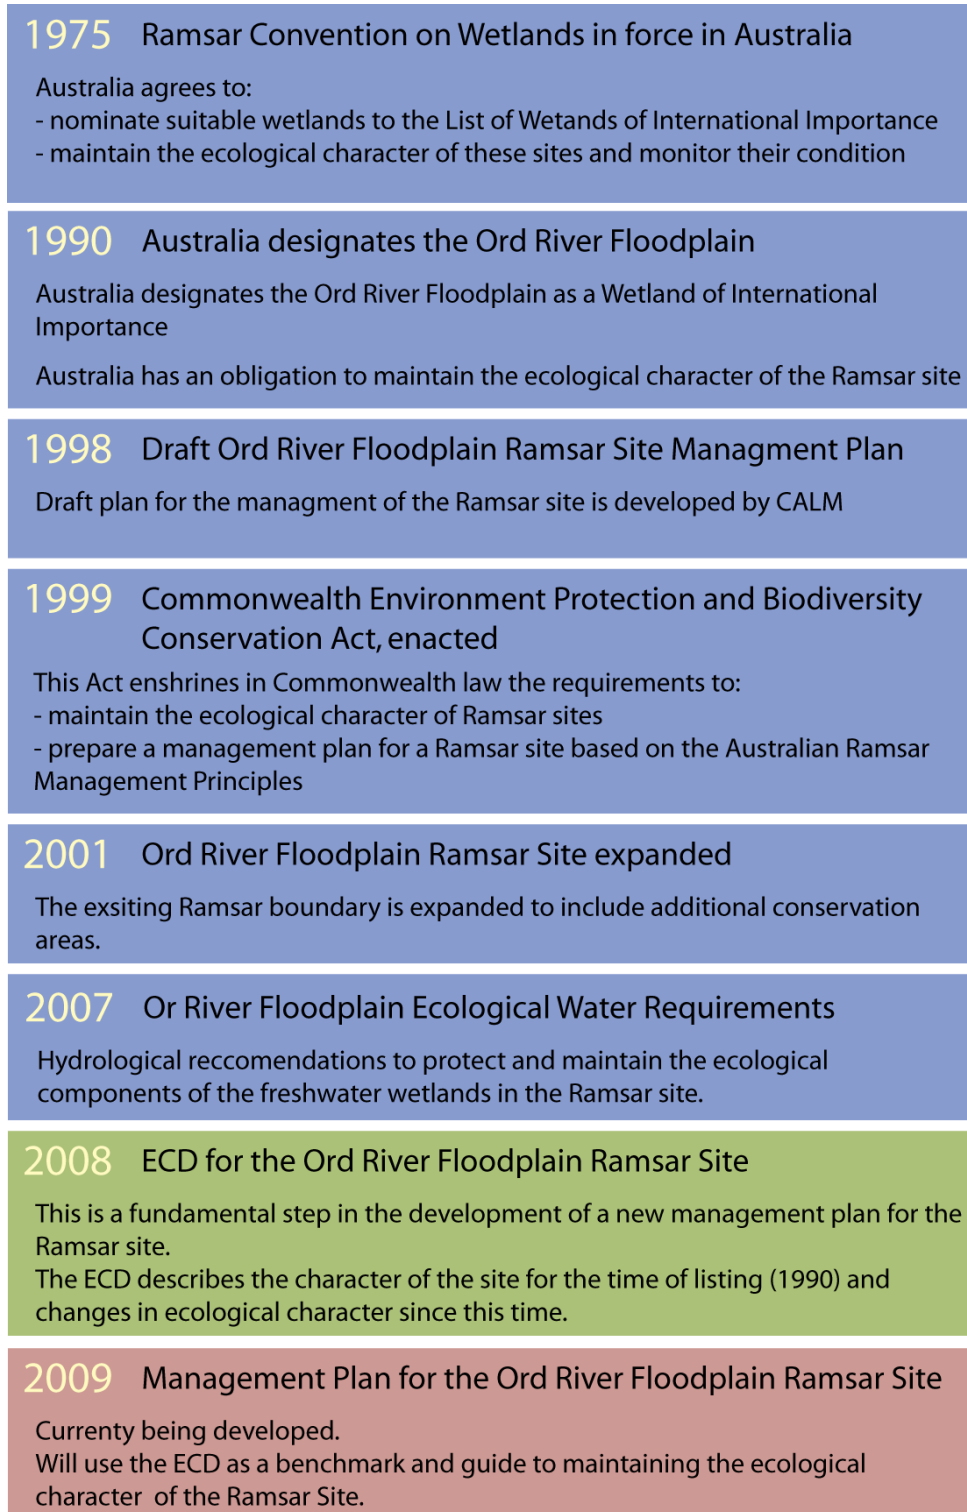 1975 Ramsar Convention on Wetlands in force in Australia
Australia agrees to:
- nominate suitable wetlands to the List of Wetands of International Importance
- maintain the ecological character of these sites and monitor their condition
1990 Australia designates the Ord River Floodplain
Australia designates the Ord River Floodplain as a Wetland of International
Importance
Australia has an obligation to maintain the ecological character of the Ramsar site
1998 Draft Ord River Floodplain Ramsar Site Managment Plan
Draft plan for the managment of the Ramsar site is developed by CALM
1999 Commonwealth Environment Protection and Biodiversity
Conservation Act, enacted
This Act enshrines in Commonwealth law the requirements to:
- maintain the ecological character of Ramsar sites
- prepare a management plan for a Ramsar site based on the Australian Ramsar
Management Principles
2001 Ord River Floodplain Ramsar Site expanded
The exsiting Ramsar boundary is expanded to include additional conservation
areas.
2007 Or River Floodplain Ecological Water Requirements
Hydrological reccomendations to protect and maintain the ecological
components of the freshwater wetlands in the Ramsar site.
2008 ECD for the Ord River Floodplain Ramsar Site
This is a fundamental step in the development of a new management plan for the
Ramsar site.
The ECD describes the character of the site for the time of listing (1990) and
changes in ecological character since this time.
2009 Management Plan for the Ord River Floodplain Ramsar Site
Currenty being developed.
Will use the ECD as a benchmark and guide to maintaining the ecological
character of the Ramsar Site.